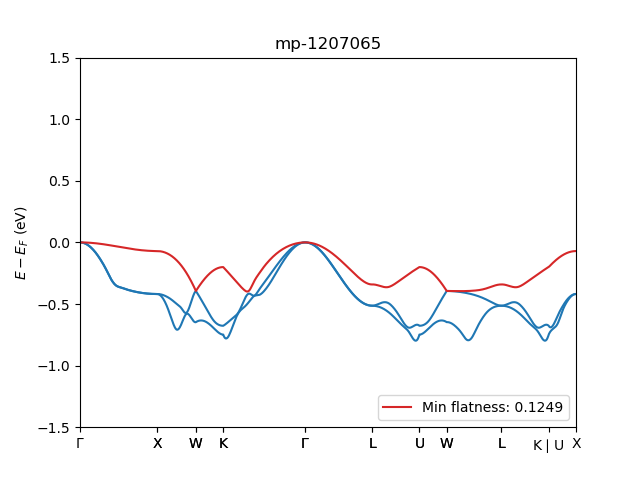 mp-1207065
E − E_F (eV)
1.5
1.0
0.5
0.0
−0.5
−1.0
−1.5
Min flatness: 0.1249
Γ X W K Γ L U W L K | U X